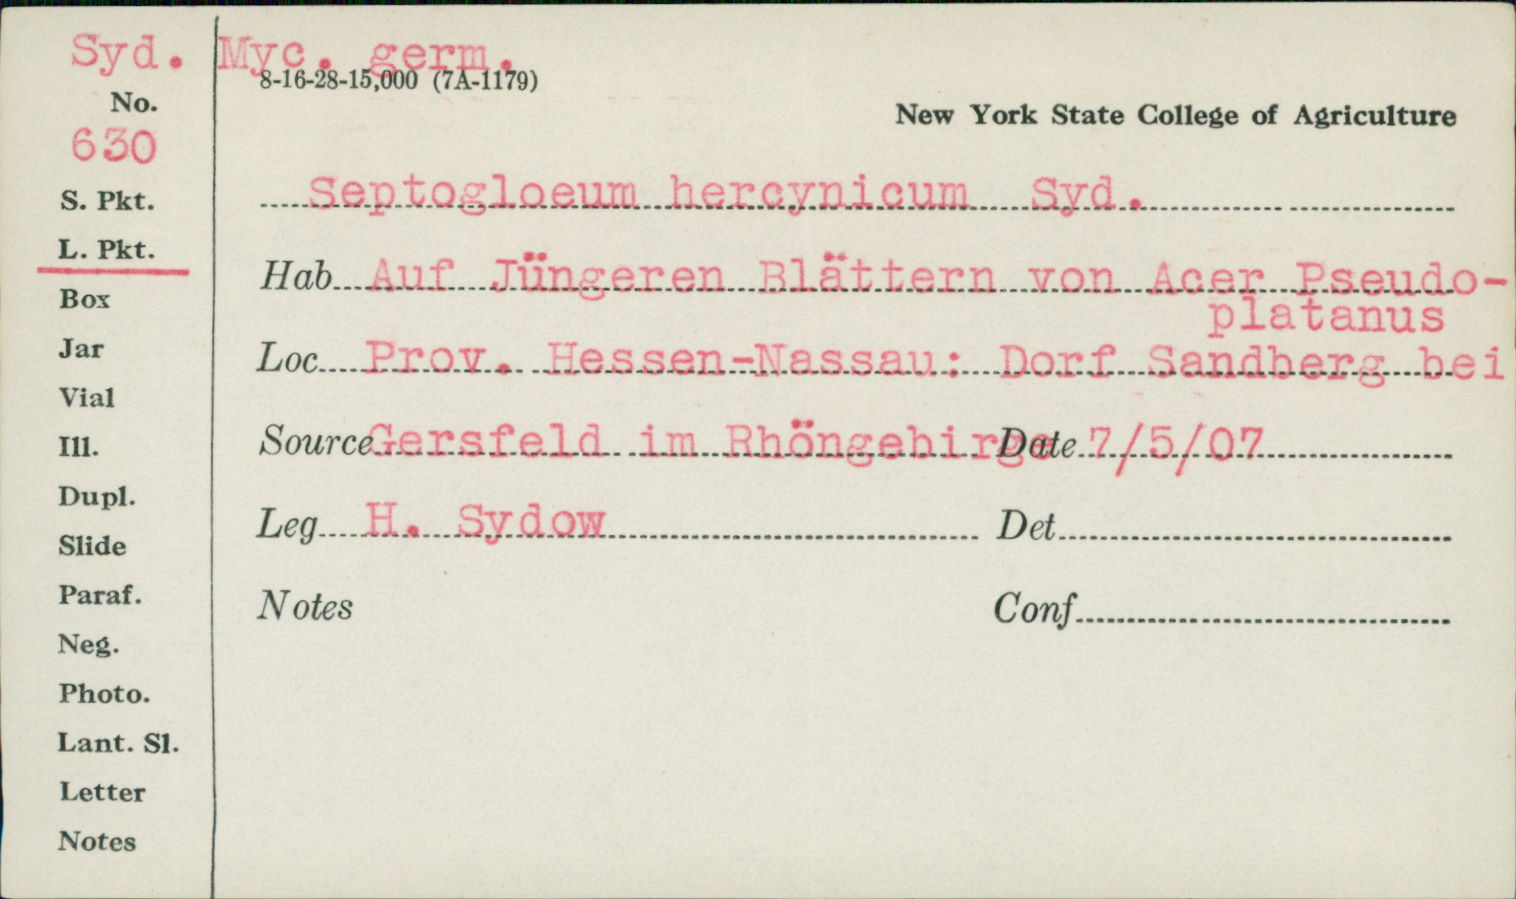 Syd. Myc. germ.
8-16-28-15,000 (7A-1179)
No.
New York State College of Agriculture
630
S. Pkt.
Septogloeum hercynicum Syd.
L. Pkt.
Hab Auf Jüngeren Blättern von Acer Pseudo-
platanus
Box
Jar
Loc Prov. Hessen-Nassau: Dorf Sandberg bei
Vial
Ill.
Source Gersfeld im Rhöngebirge Date 7/5/07
Dupl.
Slide
Leg H. Sydow Det
Paraf.
Notes Conf
Neg.
Photo.
Lant. Sl.
Letter
Notes